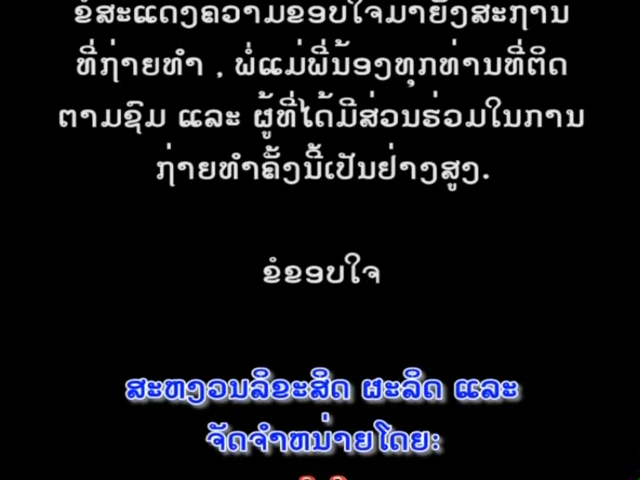 ຂໍສະແດງຄວາມຂອບໃຈມາຍັງສະຖານ
ທີ່ຖ່າຍທຳ , ພໍ່ແມ່ພີ່ນ້ອງທຸກທ່ານທີ່ຕິດ
ຕາມຊົມ ແລະ ຜູ້ທີ່ໄດ້ມີສ່ວນຮ່ວມໃນການ
ຖ່າຍທຳຄັ້ງນີ້ເປັນຢ່າງສູງ.
ຂໍຂອບໃຈ
ສະຫງວນລິຂະສິດ ຜະລິດ ແລະ
ຈັດຈຳຫນ່າຍໂດຍ: